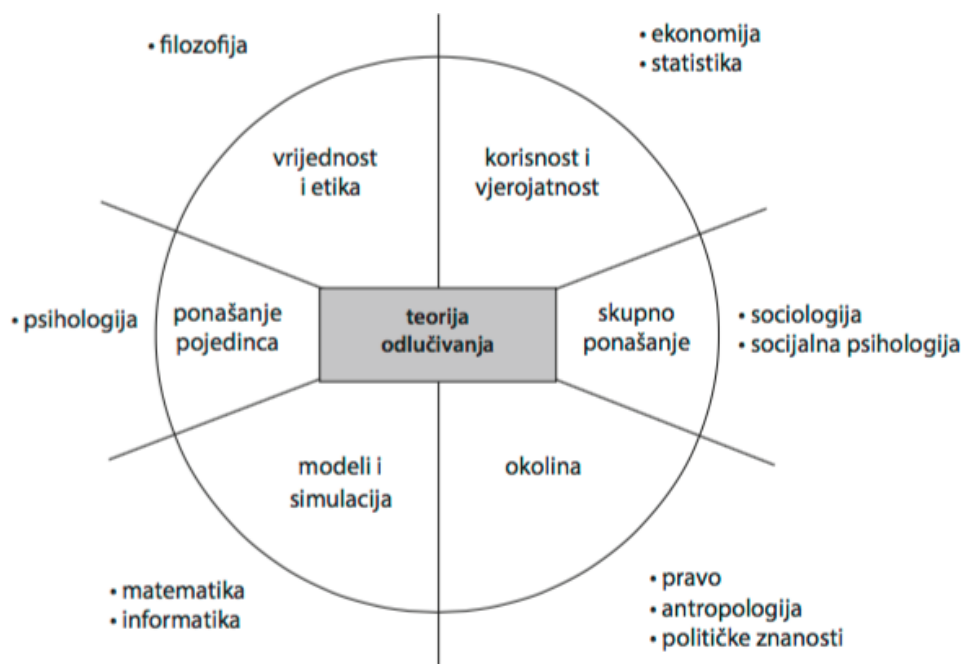 • filozofija
• ekonomija
• statistika
vrijednost
i etika
korisnost i
vjerojatnost
• psihologija
ponašanje
pojedinca
teorija
odlučivanja
skupno
ponašanje
• sociologija
• socijalna psihologija
modeli i
simulacija
okolina
• matematika
• informatika
• pravo
• antropologija
• političke znanosti